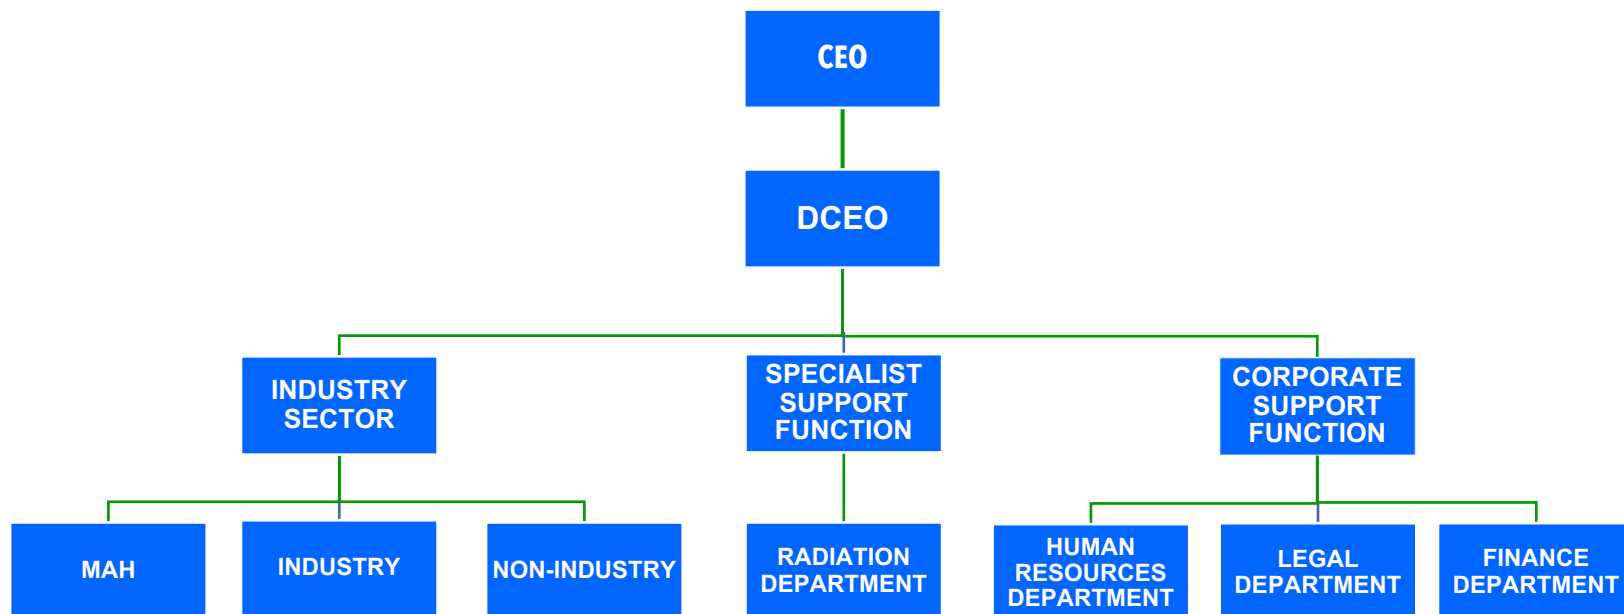 CEO
DCEO
INDUSTRY
SECTOR
SPECIALIST
SUPPORT
FUNCTION
CORPORATE
SUPPORT
FUNCTION
MAH
INDUSTRY
NON-INDUSTRY
RADIATION
DEPARTMENT
HUMAN
RESOURCES
DEPARTMENT
LEGAL
DEPARTMENT
FINANCE
DEPARTMENT